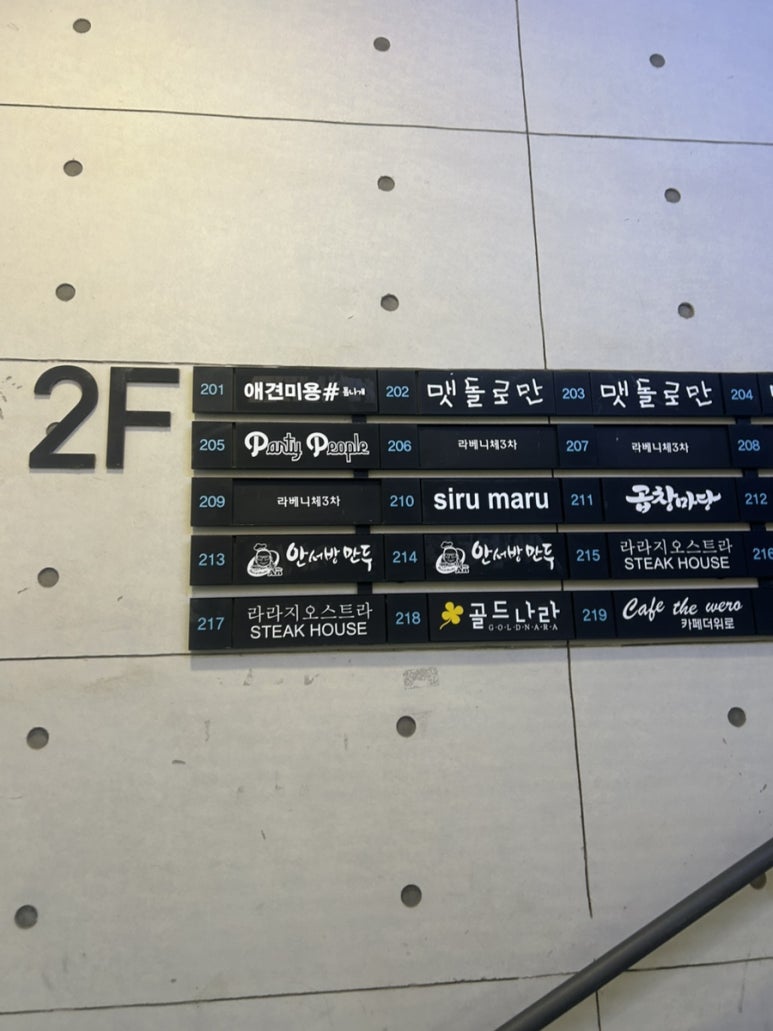 2F
201 애견미용# 폼나개 202 맷돌로만 203 맷돌로만 204
205 Party People 206 라베니체3차 207 라베니체3차 208
209 라베니체3차 210 siru maru 211 곱창마당 212
213 안서방만두 214 안서방만두 215 라라지오스트라 STEAK HOUSE 216
217 라라지오스트라 STEAK HOUSE 218 골드나라 G·O·L·D·N·A·R·A 219 Cafe the wero 카페더위로